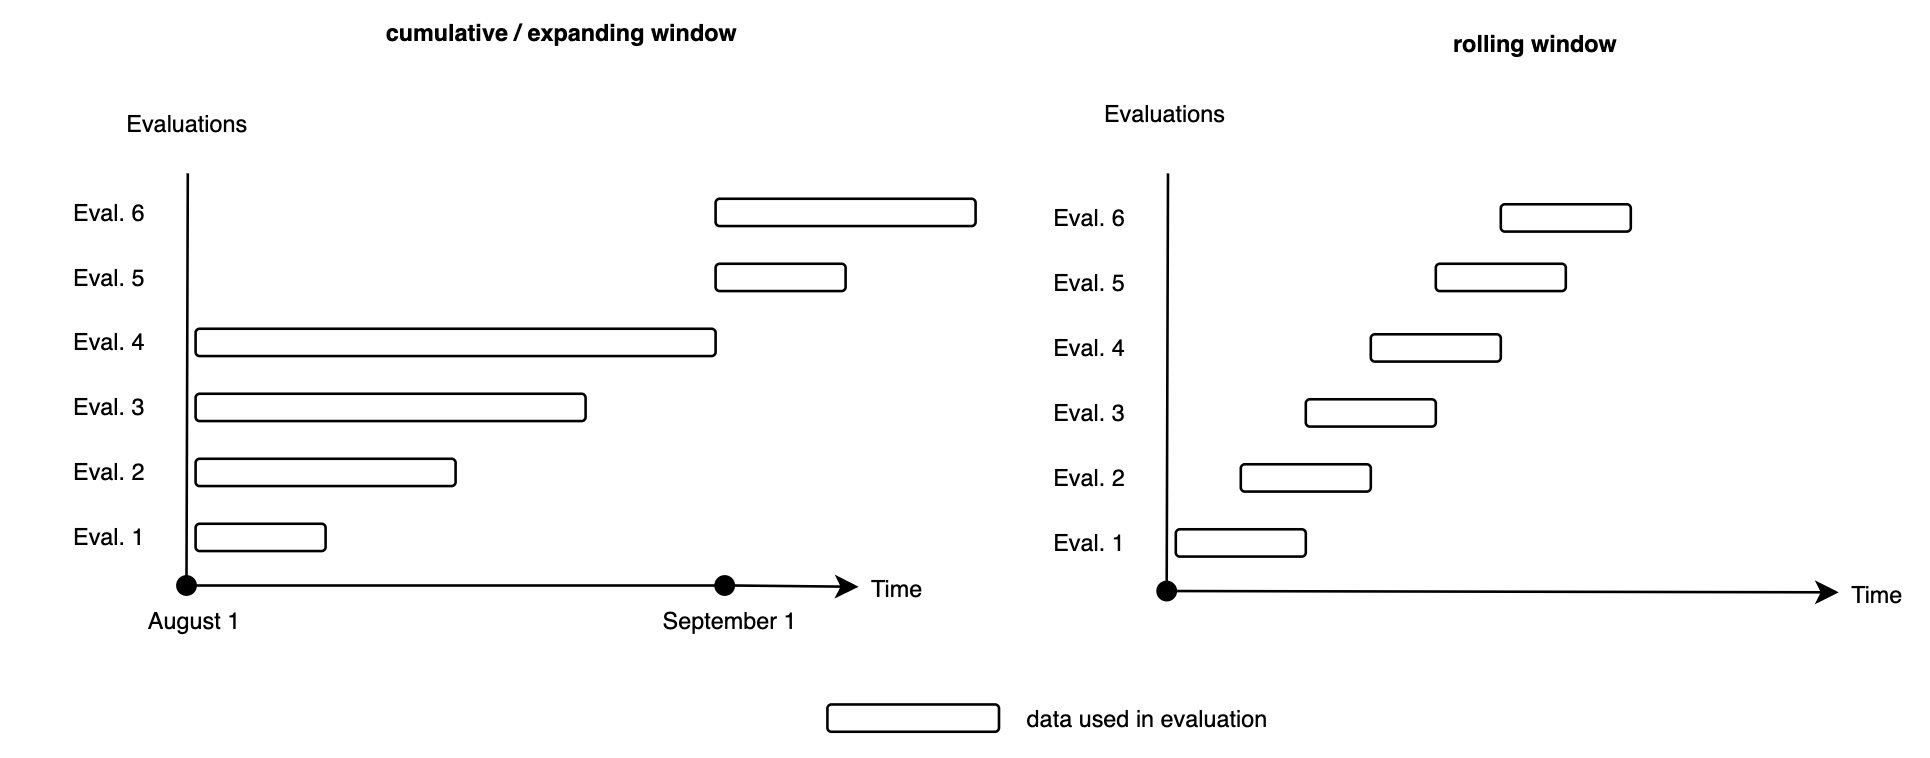 cumulative / expanding window
Evaluations
Eval. 6
Eval. 5
Eval. 4
Eval. 3
Eval. 2
Eval. 1
Time
August 1
September 1
rolling window
Evaluations
Eval. 6
Eval. 5
Eval. 4
Eval. 3
Eval. 2
Eval. 1
Time
data used in evaluation